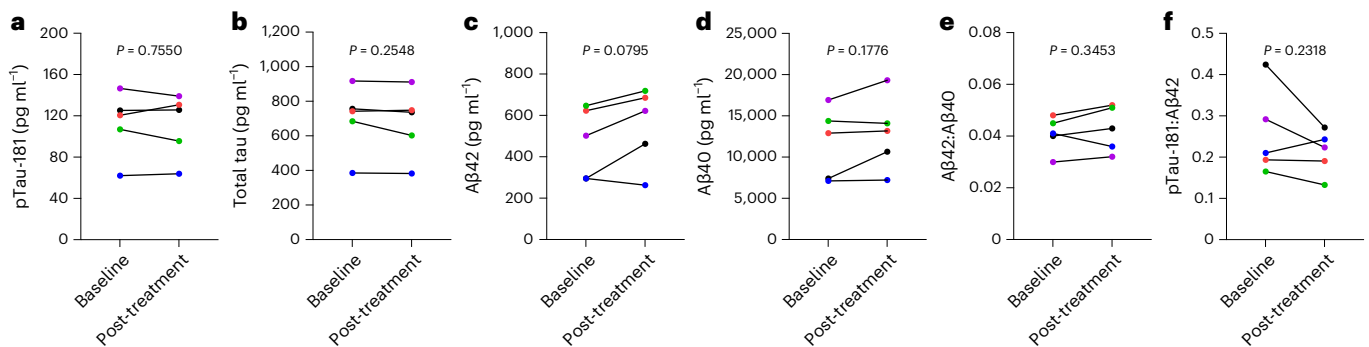 a
pTau-181 (pg ml⁻¹)
200
160
120
80
40
0
P = 0.7550
Baseline
Post-treatment
b
Total tau (pg ml⁻¹)
1,200
1,000
800
600
400
200
0
P = 0.2548
Baseline
Post-treatment
c
Aβ42 (pg ml⁻¹)
1,000
800
600
400
200
0
P = 0.0795
Baseline
Post-treatment
d
Aβ40 (pg ml⁻¹)
25,000
20,000
15,000
10,000
5,000
0
P = 0.1776
Baseline
Post-treatment
e
Aβ42:Aβ40
0.08
0.06
0.04
0.02
0
P = 0.3453
Baseline
Post-treatment
f
pTau-181:Aβ42
0.5
0.4
0.3
0.2
0.1
0
P = 0.2318
Baseline
Post-treatment